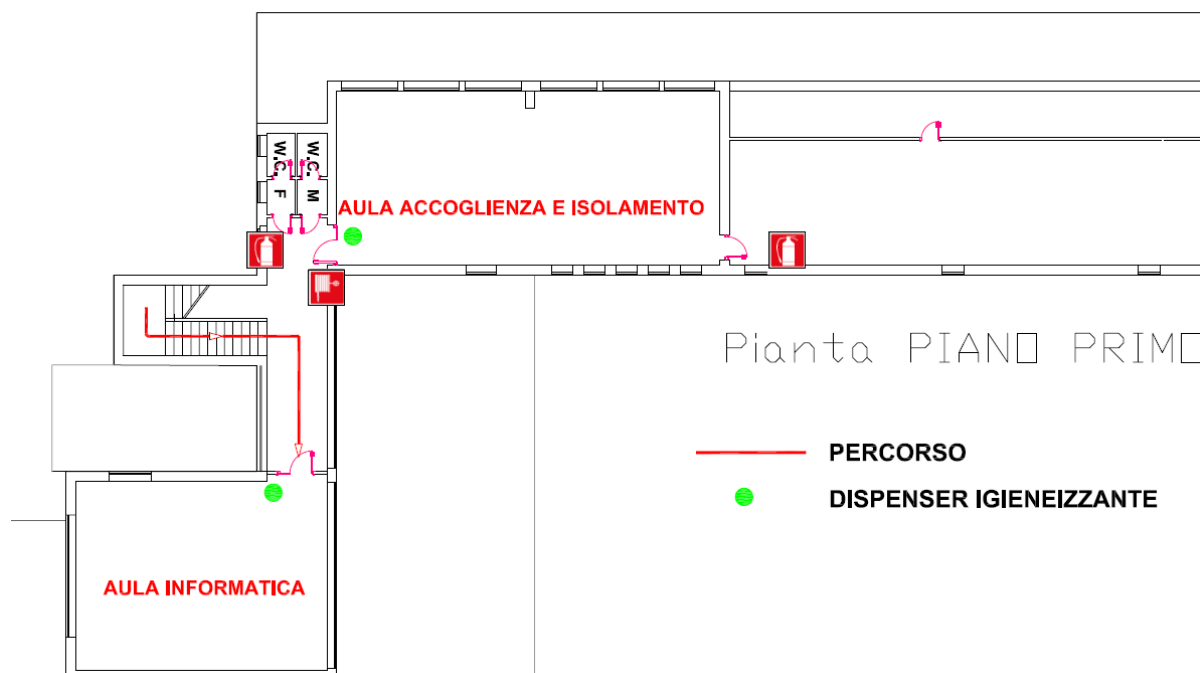 W.C. F
W.C. M
AULA ACCOGLIENZA E ISOLAMENTO
Pianta PIANO PRIMO
PERCORSO
DISPENSER IGIENEIZZANTE
AULA INFORMATICA